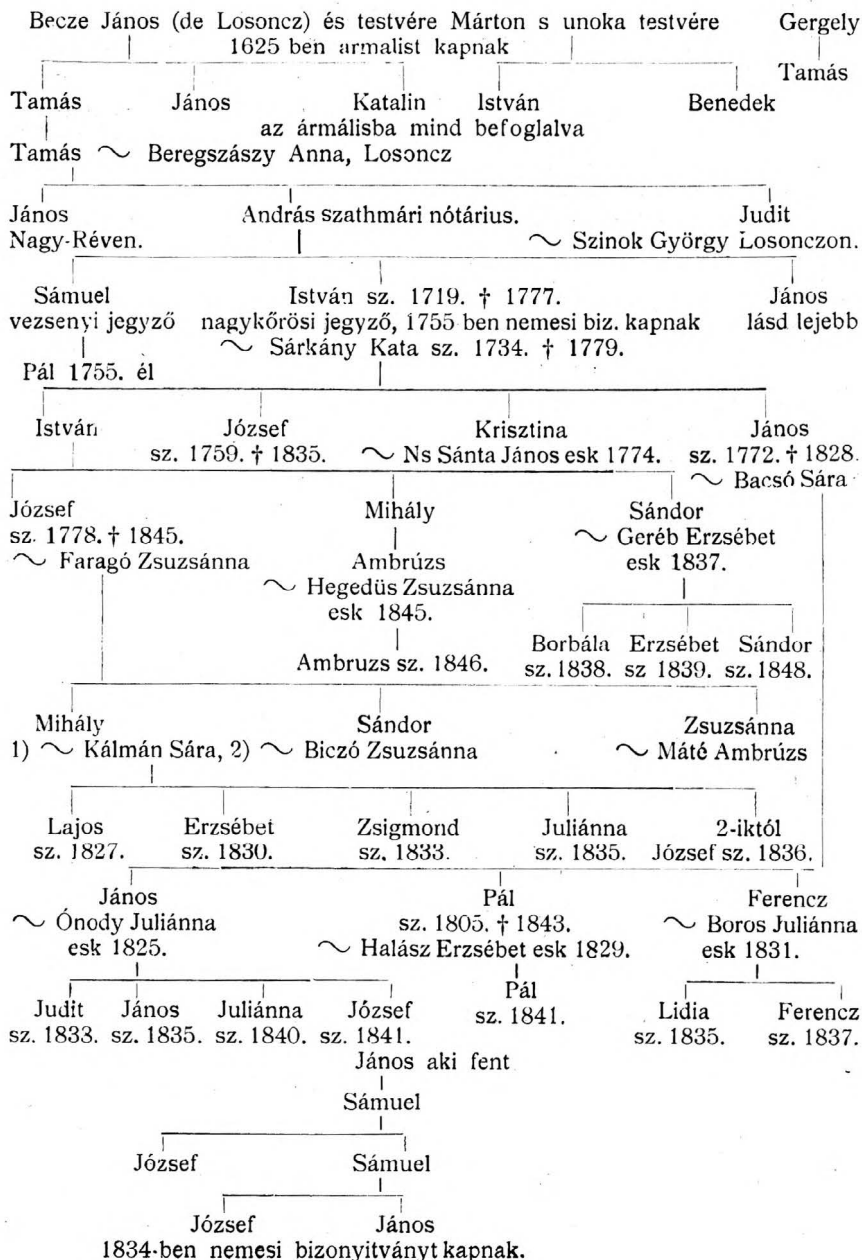 Becze János (de Losoncz) és testvére Márton s unoka testvére Gergely
1625 ben armalist kapnak
Tamás
Tamás János Katalin István Benedek
az ármálisba mind befoglalva
Tamás ~ Beregszászy Anna, Losoncz
János András szathmári nótárius. Judit
Nagy-Réven. ~ Szinok György Losonczon.
Sámuel István sz. 1719. † 1777. János
vezsenyi jegyző nagykőrösi jegyző, 1755 ben nemesi biz. kapnak lásd lejebb
~ Sárkány Kata sz. 1734. † 1779.
Pál 1755. él
István József Krisztina János
sz. 1759. † 1835. ~ Ns Sánta János esk 1774. sz. 1772. † 1828.
~ Bacsó Sára
József Mihály Sándor
sz. 1778. † 1845. ~ Geréb Erzsébet
~ Faragó Zsuzsánna Ambrúzs esk 1837.
~ Hegedüs Zsuzsánna
esk 1845.
Borbála Erzsébet Sándor
Ambruzs sz. 1846. sz. 1838. sz 1839. sz. 1848.
Mihály Sándor Zsuzsánna
1) ~ Kálmán Sára, 2) ~ Biczó Zsuzsánna ~ Máté Ambrúzs
Lajos Erzsébet Zsigmond Juliánna 2-iktól
sz. 1827. sz. 1830. sz. 1833. sz. 1835. József sz. 1836.
János Pál Ferencz
~ Ónody Juliánna sz. 1805. † 1843. ~ Boros Juliánna
esk 1825. ~ Halász Erzsébet esk 1829. esk 1831.
Judit János Juliánna József Pál Lidia Ferencz
sz. 1833. sz. 1835. sz. 1840. sz. 1841. sz. 1841. sz. 1835. sz. 1837.
János aki fent
Sámuel
József Sámuel
József János
1834-ben nemesi bizonyitványt kapnak.